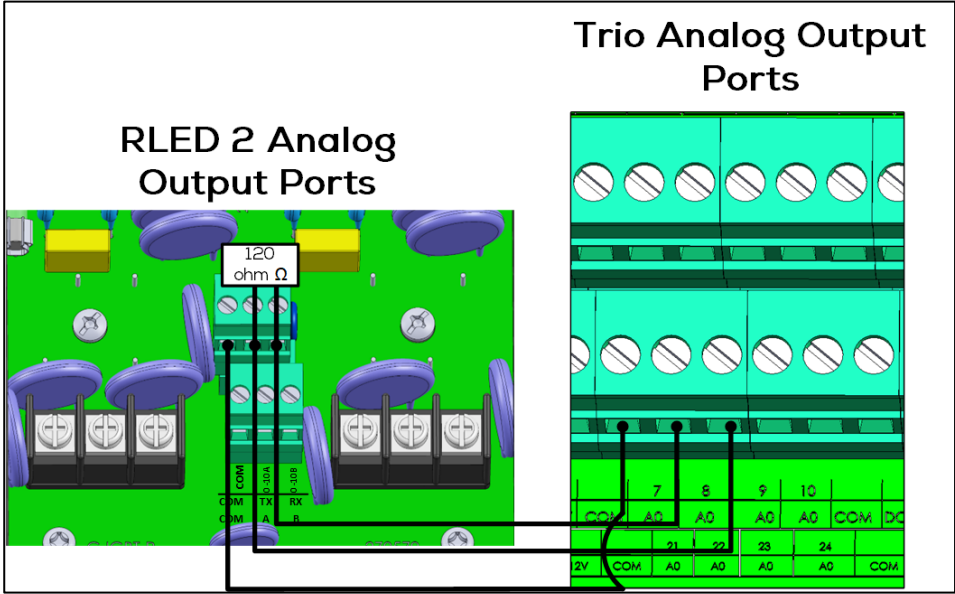 Trio Analog Output
Ports
RLED 2 Analog
Output Ports
120
ohm Ω
COM 0-10A 0-10B
COM TX RX
COM A B
7 8 9 10
COM A0 A0 A0 A0 COM DC
21 22 23 24
12V COM A0 A0 A0 A0 COM